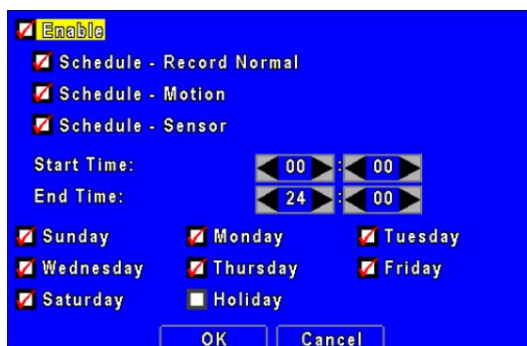 Enable
Schedule - Record Normal
Schedule - Motion
Schedule - Sensor
Start Time: 00 : 00
End Time: 24 : 00
Sunday Monday Tuesday
Wednesday Thursday Friday
Saturday Holiday
OK Cancel